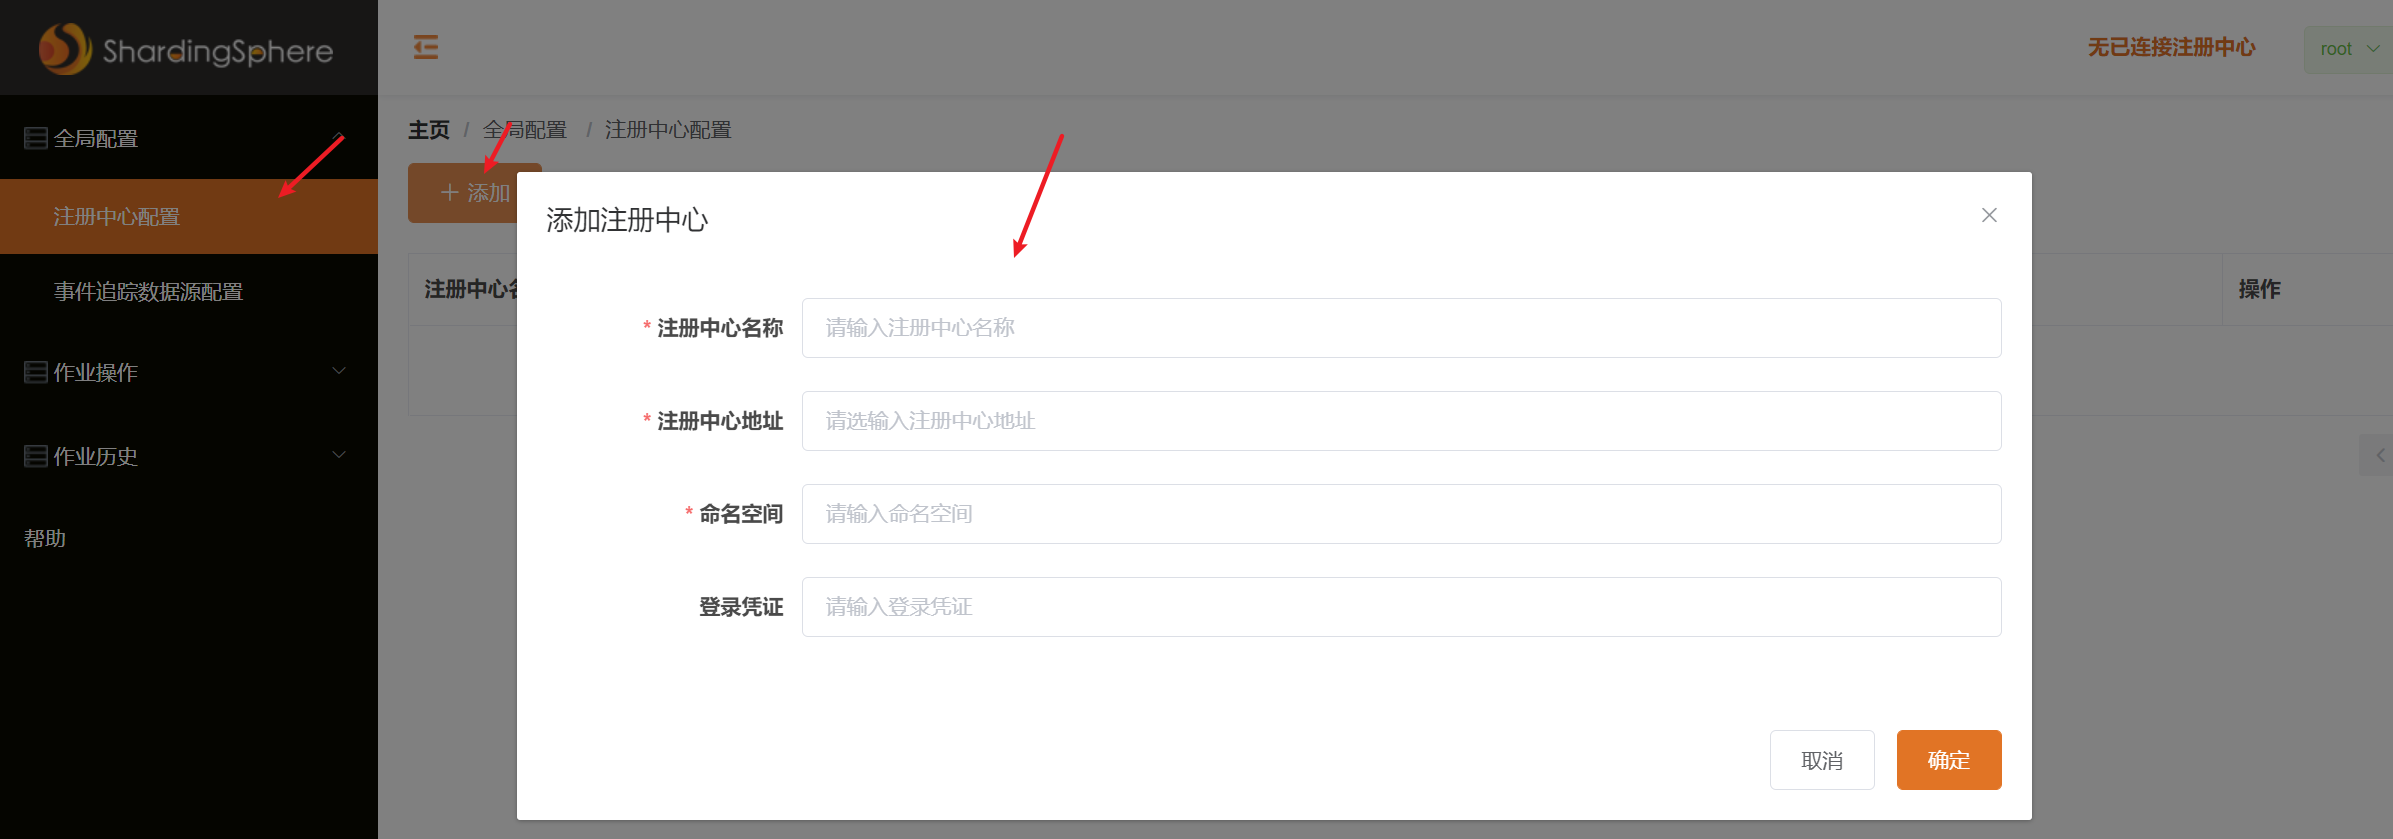 ShardingSphere
无已连接注册中心
root
全局配置
注册中心配置
事件追踪数据源配置
作业操作
作业历史
帮助
主页 / 全局配置 / 注册中心配置
添加
注册中心名
操作
添加注册中心
* 注册中心名称
请输入注册中心名称
* 注册中心地址
请选输入注册中心地址
* 命名空间
请输入命名空间
登录凭证
请输入登录凭证
取消
确定